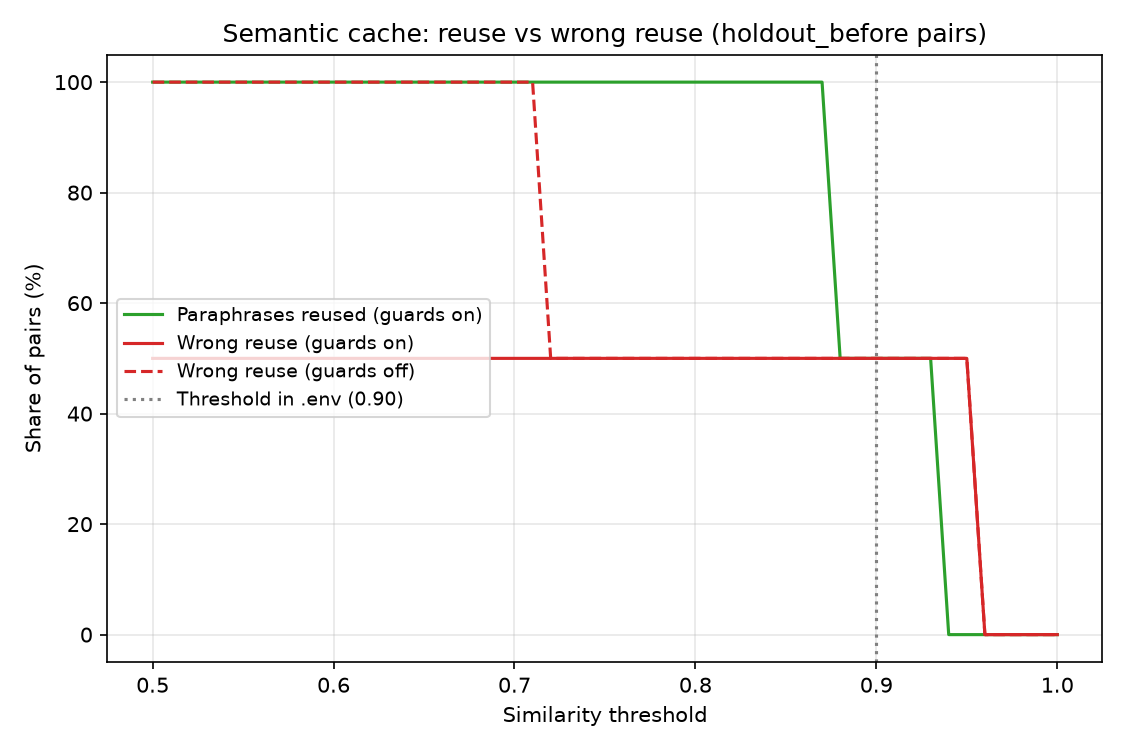 Semantic cache: reuse vs wrong reuse (holdout_before pairs)
Share of pairs (%)
100
80
60
40
20
0
Paraphrases reused (guards on)
Wrong reuse (guards on)
Wrong reuse (guards off)
Threshold in .env (0.90)
0.5 0.6 0.7 0.8 0.9 1.0
Similarity threshold